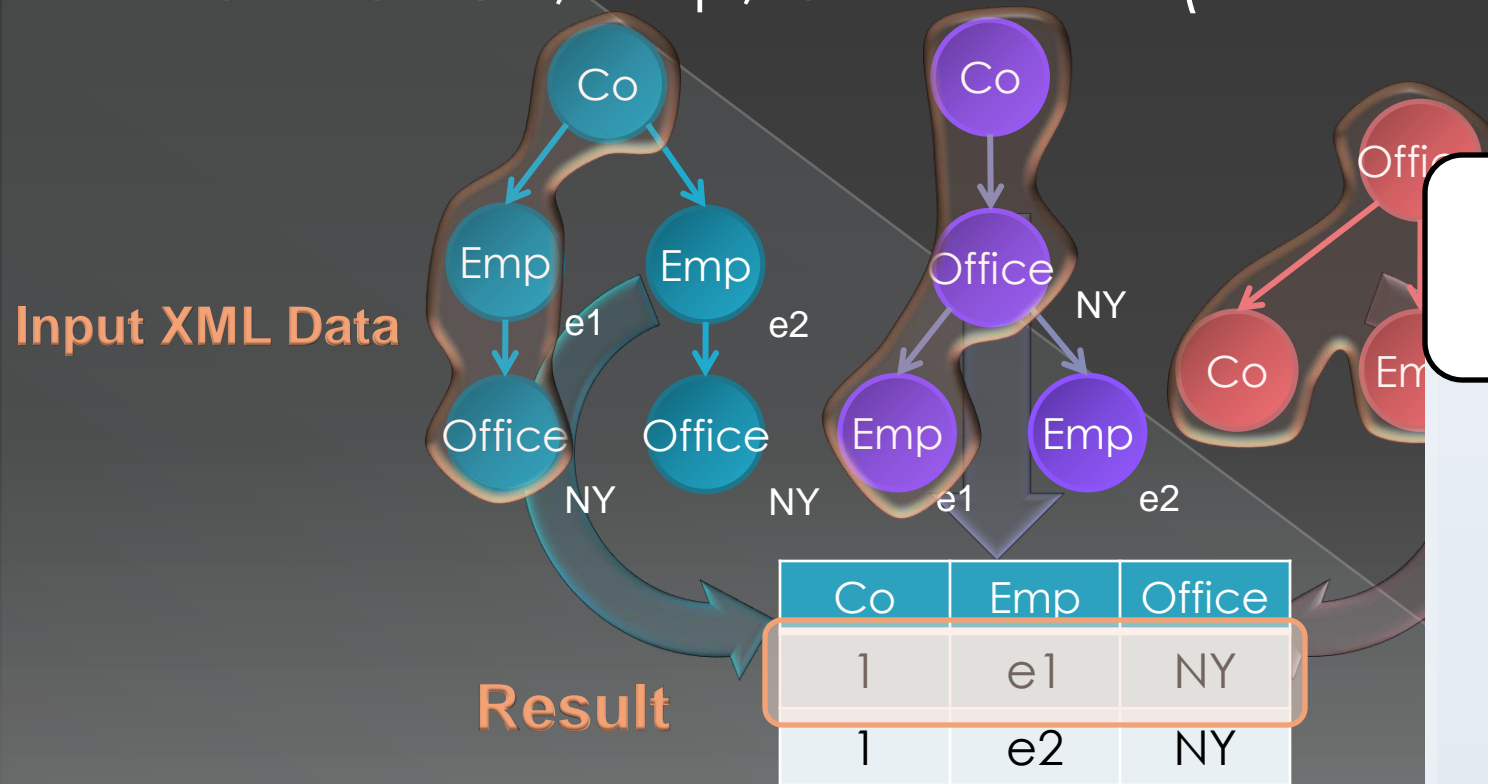 Co
Co
Emp
Emp
Office
Input XML Data
e1
e2
NY
Co
Office
Office
Emp
Emp
NY
NY
e1
e2
Co Emp Office
1 e1 NY
Result
1 e2 NY